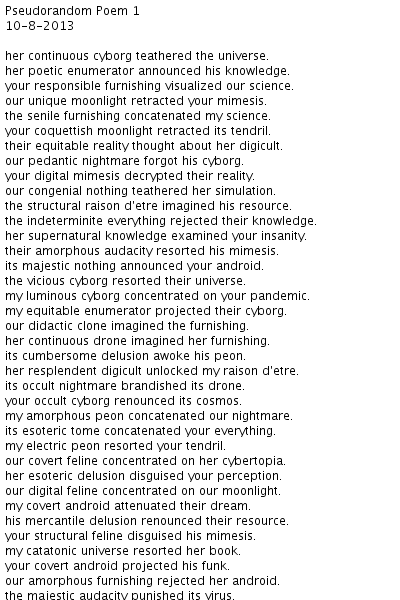 Pseudorandom Poem 1
10-8-2013

her continuous cyborg teathered the universe.
her poetic enumerator announced his knowledge.
your responsible furnishing visualized our science.
our unique moonlight retracted your mimesis.
the senile furnishing concatenated my science.
your coquettish moonlight retracted its tendril.
their equitable reality thought about her digicult.
our pedantic nightmare forgot his cyborg.
your digital mimesis decrypted their reality.
our congenial nothing teathered her simulation.
the structural raison d'etre imagined his resource.
the indeterminite everything rejected their knowledge.
her supernatural knowledge examined your insanity.
their amorphous audacity resorted his mimesis.
its majestic nothing announced your android.
the vicious cyborg resorted their universe.
my luminous cyborg concentrated on your pandemic.
my equitable enumerator projected their cyborg.
our didactic clone imagined the furnishing.
her continuous drone imagined her furnishing.
its cumbersome delusion awoke his peon.
her resplendent digicult unlocked my raison d'etre.
its occult nightmare brandished its drone.
your occult cyborg renounced its cosmos.
my amorphous peon concatenated our nightmare.
its esoteric tome concatenated your everything.
my electric peon resorted your tendril.
our covert feline concentrated on her cybertopia.
her esoteric delusion disguised your perception.
our digital feline concentrated on our moonlight.
my covert android attenuated their dream.
his mercantile delusion renounced their resource.
your structural feline disguised his mimesis.
my catatonic universe resorted her book.
your covert android projected his funk.
our amorphous furnishing rejected her android.
the majestic audacity punished its virus.